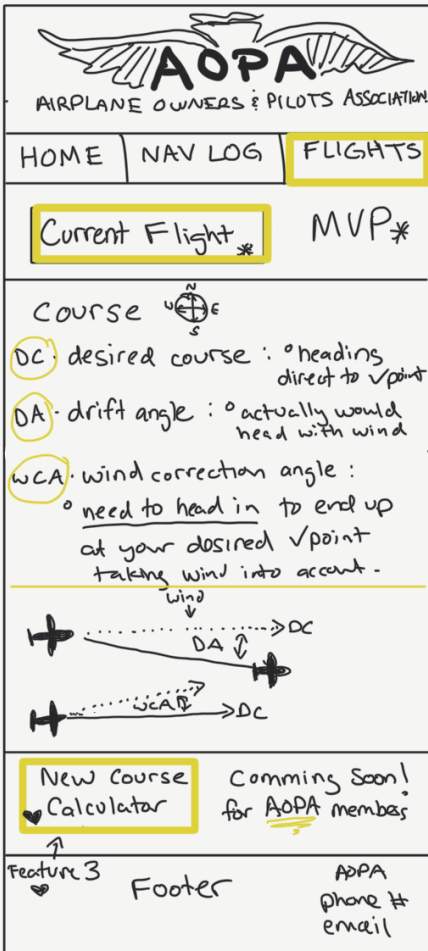 AOPA
AIRPLANE OWNERS & PILOTS ASSOCIATION
HOME NAV LOG FLIGHTS
Current Flight * MVP*
Course N
W E
S
DC · desired course : ° heading
direct to ✓point
DA · drift angle : ° actually would
head with wind
WCA · wind correction angle :
° need to head in to end up
at your dosired ✓point
taking wind into accout.
wind
DC
DA
WCA DC
New Course
Calculator
Comming Soon!
for AOPA members
Feature 3
Footer
AOPA
phone #
email